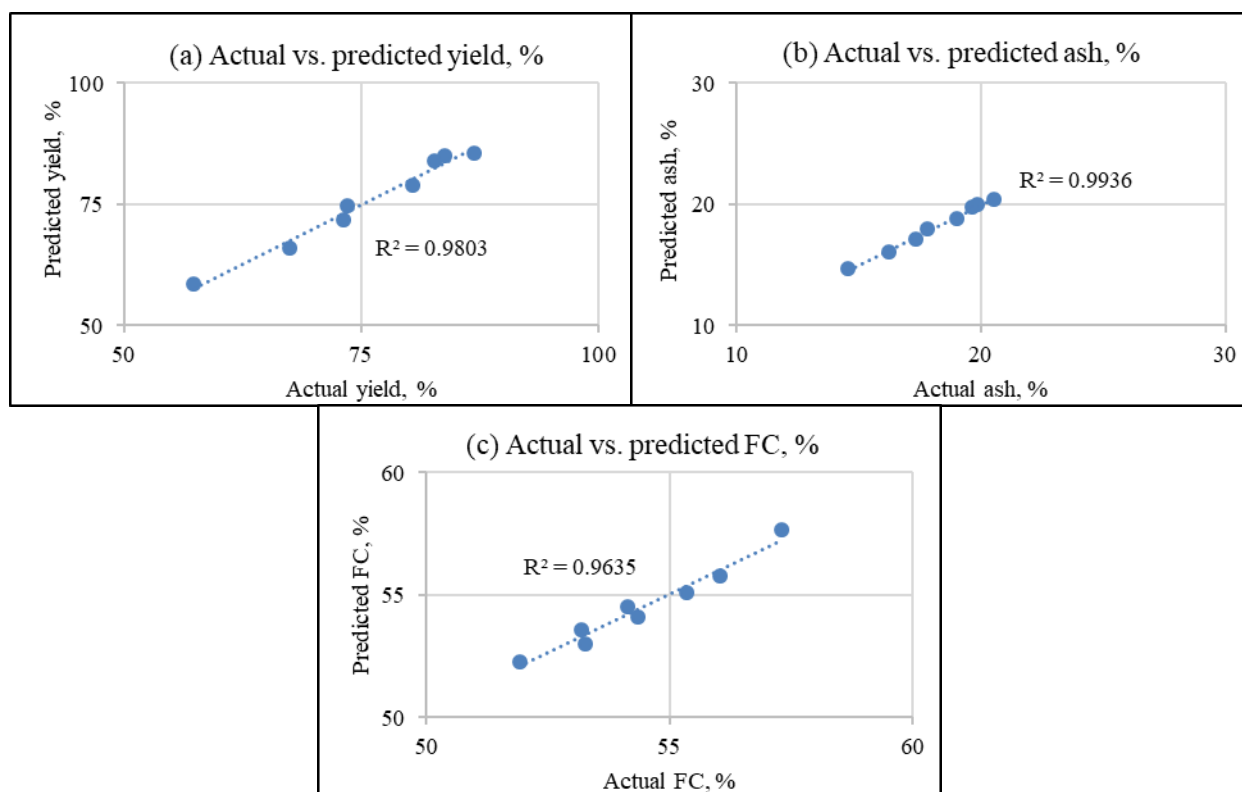 (a) Actual vs. predicted yield, %
100
75
50
50
75
100
Predicted yield, %
Actual yield, %
R² = 0.9803
(b) Actual vs. predicted ash, %
30
20
10
10
20
30
Predicted ash, %
Actual ash, %
R² = 0.9936
(c) Actual vs. predicted FC, %
60
55
50
50
55
60
Predicted FC, %
Actual FC, %
R² = 0.9635